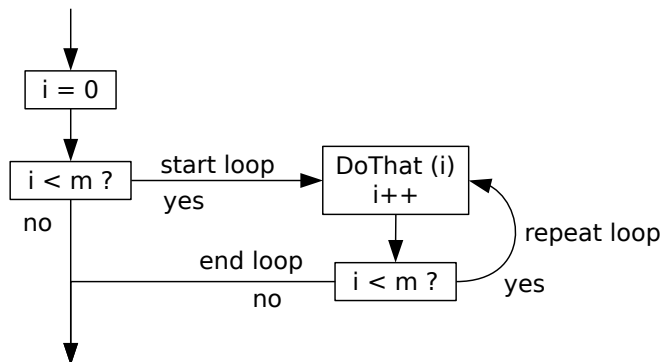 i = 0
i < m ?
start loop
yes
no
DoThat (i)
i++
repeat loop
end loop
i < m ?
yes
no